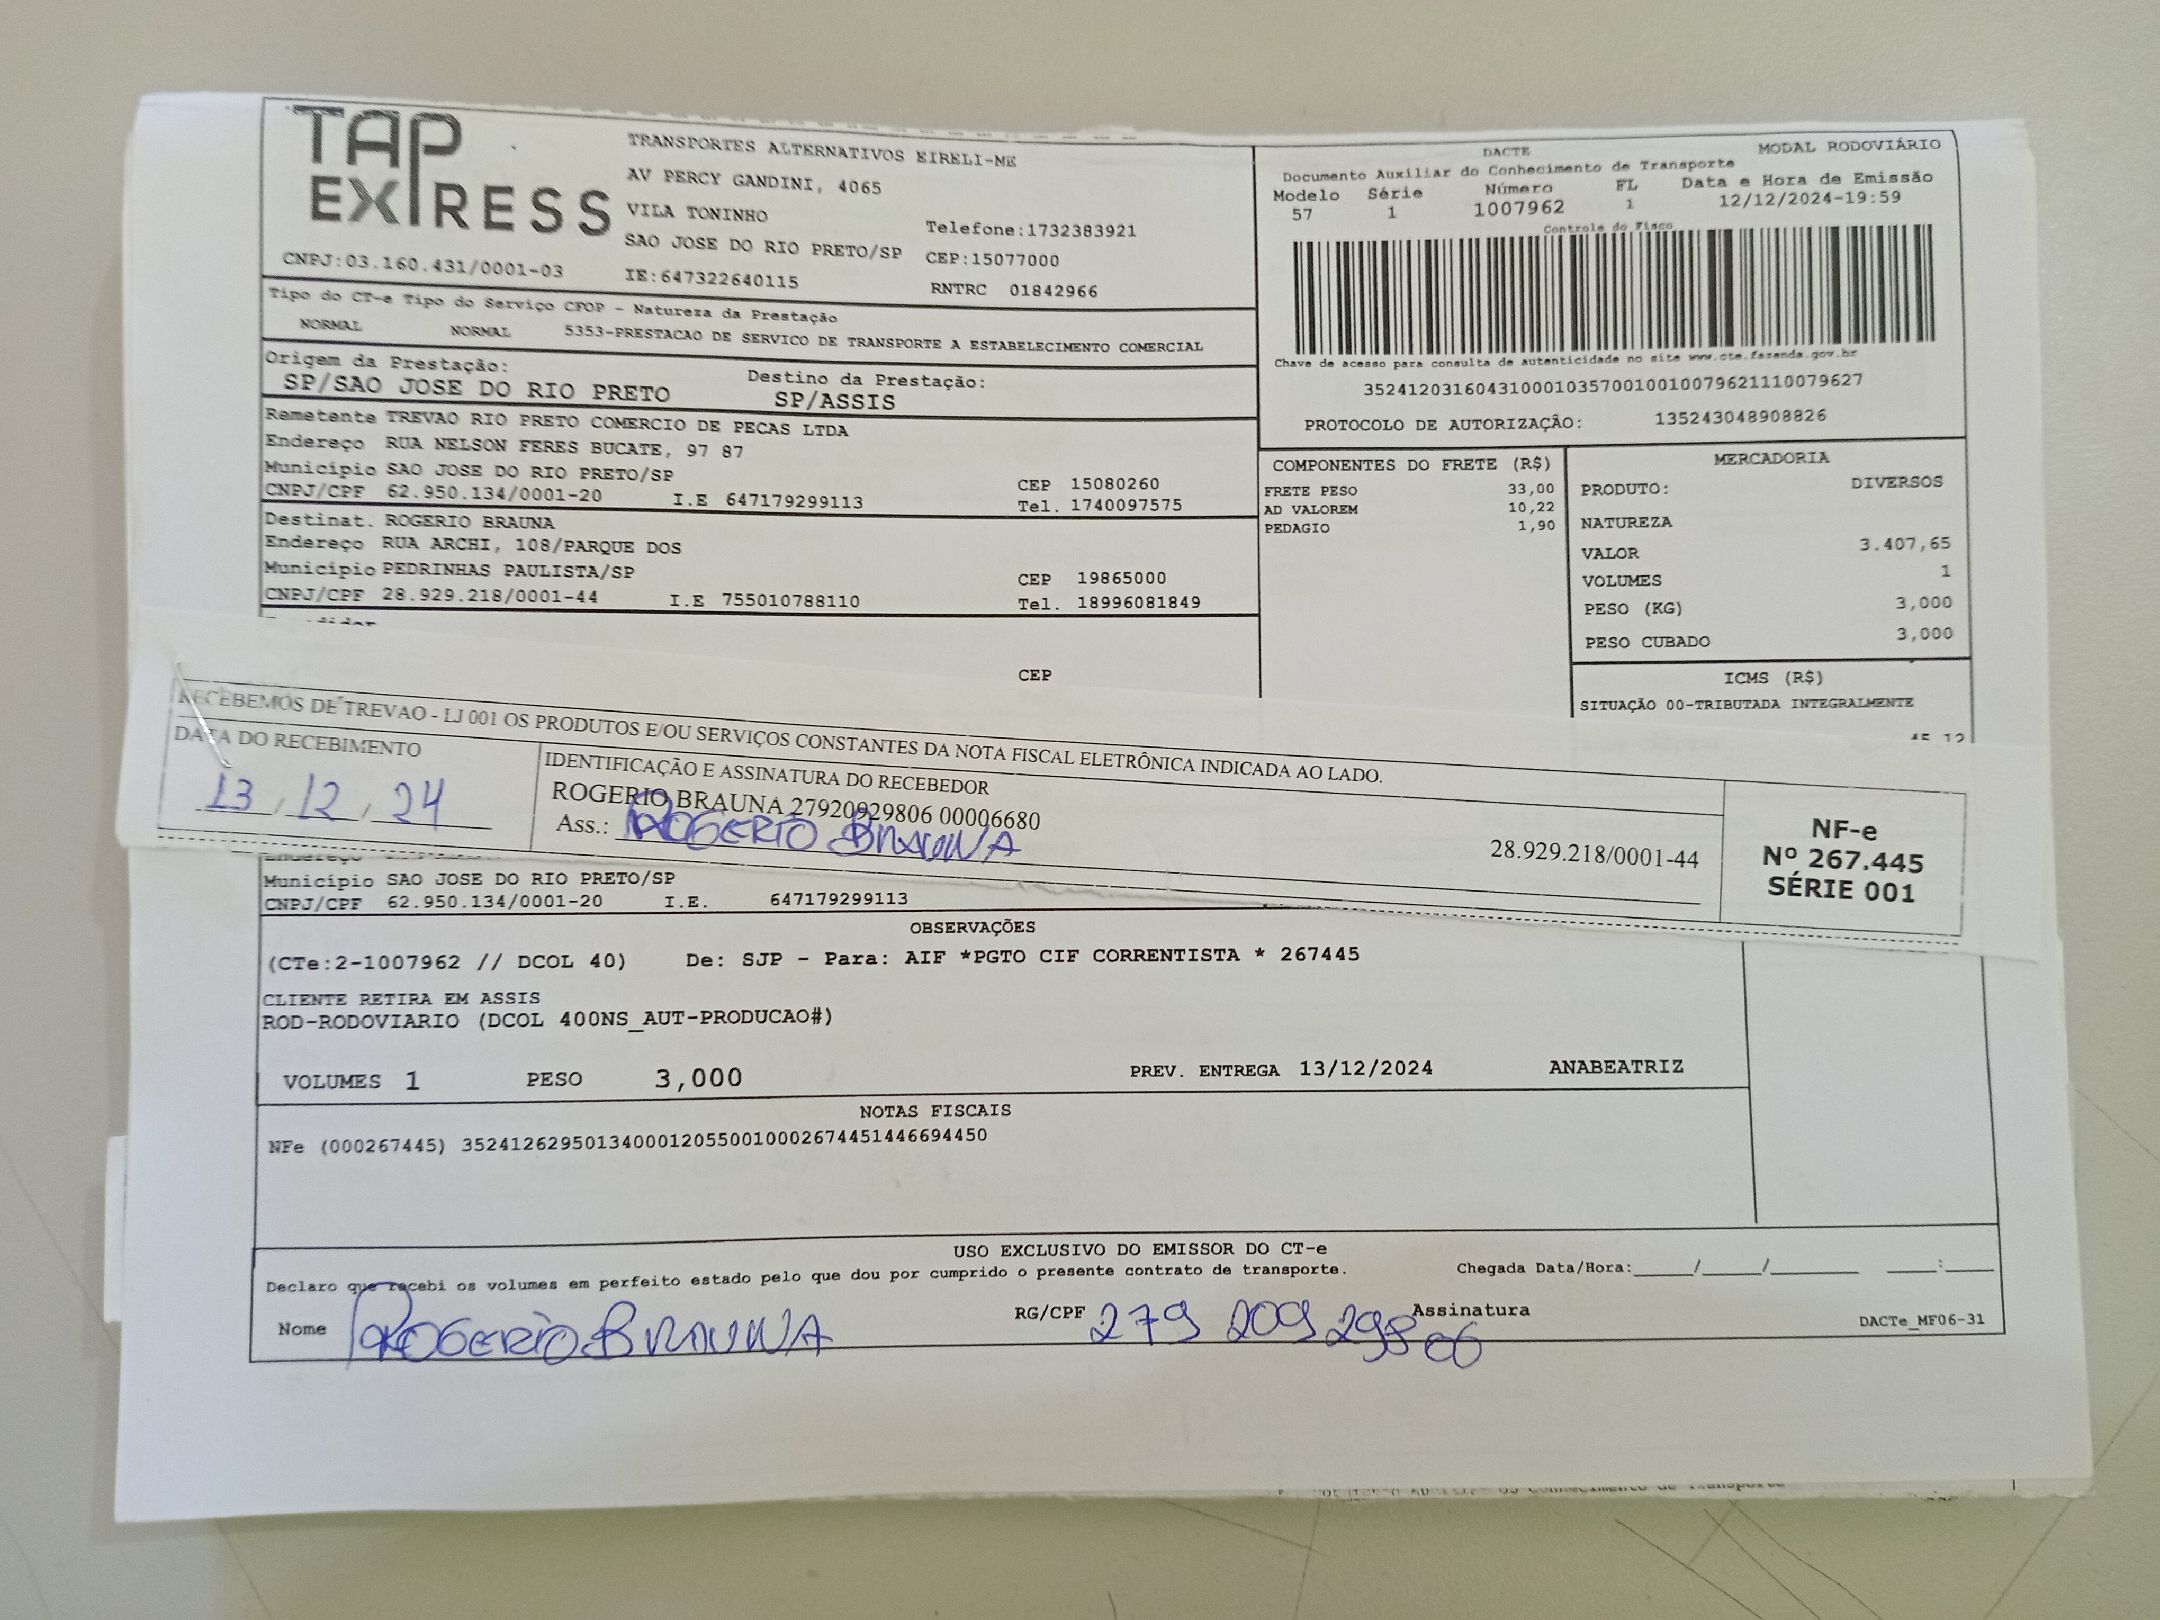 TAP EXPRESS
CNPJ:03.160.431/0001-03
TRANSPORTES ALTERNATIVOS EIRELI-ME
AV PERCY GANDINI, 4065
VILA TONINHO
SAO JOSE DO RIO PRETO/SP
IE:647322640115
Telefone:1732383921
CEP:15077000
RNTRC 01842966
DACTE MODAL RODOVIÁRIO
Documento Auxiliar do Conhecimento de Transporte
Modelo Série Número FL Data e Hora de Emissão
57 1 1007962 1 12/12/2024-19:59
Controle do Fisco
Chave de acesso para consulta de autenticidade no site www.cte.fazenda.gov.br
35241203160431000103570010010079621110079627
PROTOCOLO DE AUTORIZAÇÃO: 135243048908826
Tipo do CT-e Tipo do Serviço CFOP - Natureza da Prestação
NORMAL NORMAL 5353-PRESTACAO DE SERVICO DE TRANSPORTE A ESTABELECIMENTO COMERCIAL
Origem da Prestação: Destino da Prestação:
SP/SAO JOSE DO RIO PRETO SP/ASSIS
Remetente TREVAO RIO PRETO COMERCIO DE PECAS LTDA
Endereço RUA NELSON FERES BUCATE, 97 87
Município SAO JOSE DO RIO PRETO/SP CEP 15080260
CNPJ/CPF 62.950.134/0001-20 I.E 647179299113 Tel. 1740097575
Destinat. ROGERIO BRAUNA
Endereço RUA ARCHI, 108/PARQUE DOS
Município PEDRINHAS PAULISTA/SP CEP 19865000
CNPJ/CPF 28.929.218/0001-44 I.E 755010788110 Tel. 18996081849
CEP
COMPONENTES DO FRETE (R$)
FRETE PESO 33,00
AD VALOREM 10,22
PEDAGIO 1,90
MERCADORIA
PRODUTO: DIVERSOS
NATUREZA
VALOR 3.407,65
VOLUMES 1
PESO (KG) 3,000
PESO CUBADO 3,000
ICMS (R$)
SITUAÇÃO 00-TRIBUTADA INTEGRALMENTE
RECEBEMOS DE TREVAO - LJ 001 OS PRODUTOS E/OU SERVIÇOS CONSTANTES DA NOTA FISCAL ELETRÔNICA INDICADA AO LADO.
DATA DO RECEBIMENTO
13, 12, 24
IDENTIFICAÇÃO E ASSINATURA DO RECEBEDOR
ROGERIO BRAUNA 27920929806 00006680
Ass.: ROGERIO BRAUNA
28.929.218/0001-44
NF-e
Nº 267.445
SÉRIE 001
Endereço
Município SAO JOSE DO RIO PRETO/SP
CNPJ/CPF 62.950.134/0001-20 I.E. 647179299113
OBSERVAÇÕES
(CTe:2-1007962 // DCOL 40) De: SJP - Para: AIF *PGTO CIF CORRENTISTA * 267445
CLIENTE RETIRA EM ASSIS
ROD-RODOVIARIO (DCOL 400NS_AUT-PRODUCAO#)
VOLUMES 1 PESO 3,000 PREV. ENTREGA 13/12/2024 ANABEATRIZ
NOTAS FISCAIS
NFe (000267445) 35241262950134000120550010002674451446694450
USO EXCLUSIVO DO EMISSOR DO CT-e
Declaro que recebi os volumes em perfeito estado pelo que dou por cumprido o presente contrato de transporte. Chegada Data/Hora:____/____/______ ____:____
Nome ROGERIO BRAUNA RG/CPF 279 209 298 06 Assinatura
DACTe_MF06-31